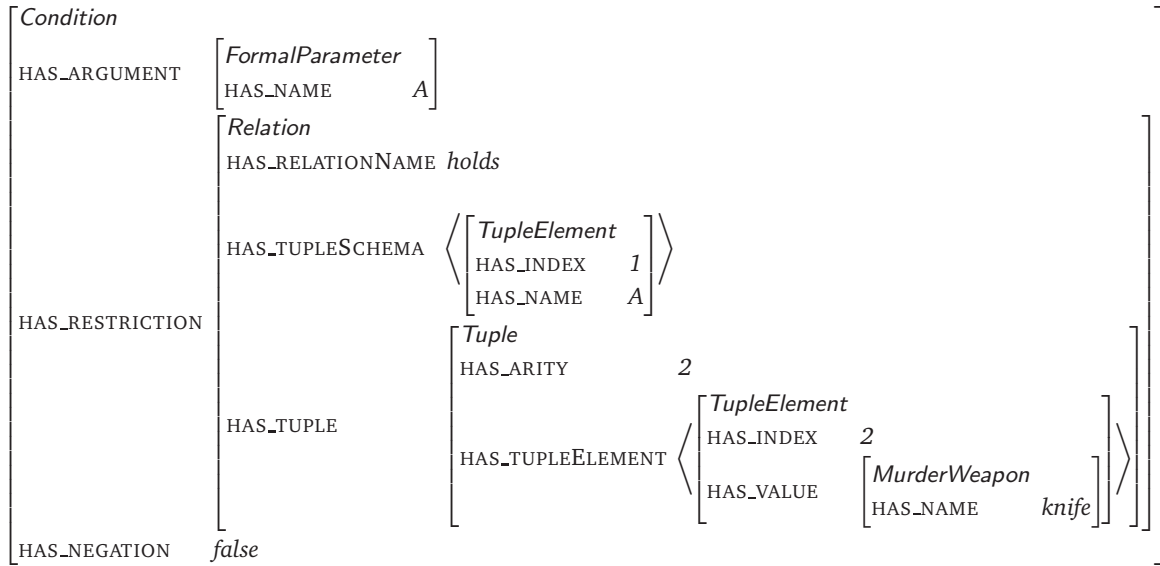 Condition
HAS_ARGUMENT
FormalParameter
HAS_NAME A
HAS_RESTRICTION
Relation
HAS_RELATIONNAME holds
HAS_TUPLESCHEMA
TupleElement
HAS_INDEX 1
HAS_NAME A
HAS_TUPLE
Tuple
HAS_ARITY 2
HAS_TUPLEELEMENT
TupleElement
HAS_INDEX 2
HAS_VALUE
MurderWeapon
HAS_NAME knife
HAS_NEGATION false